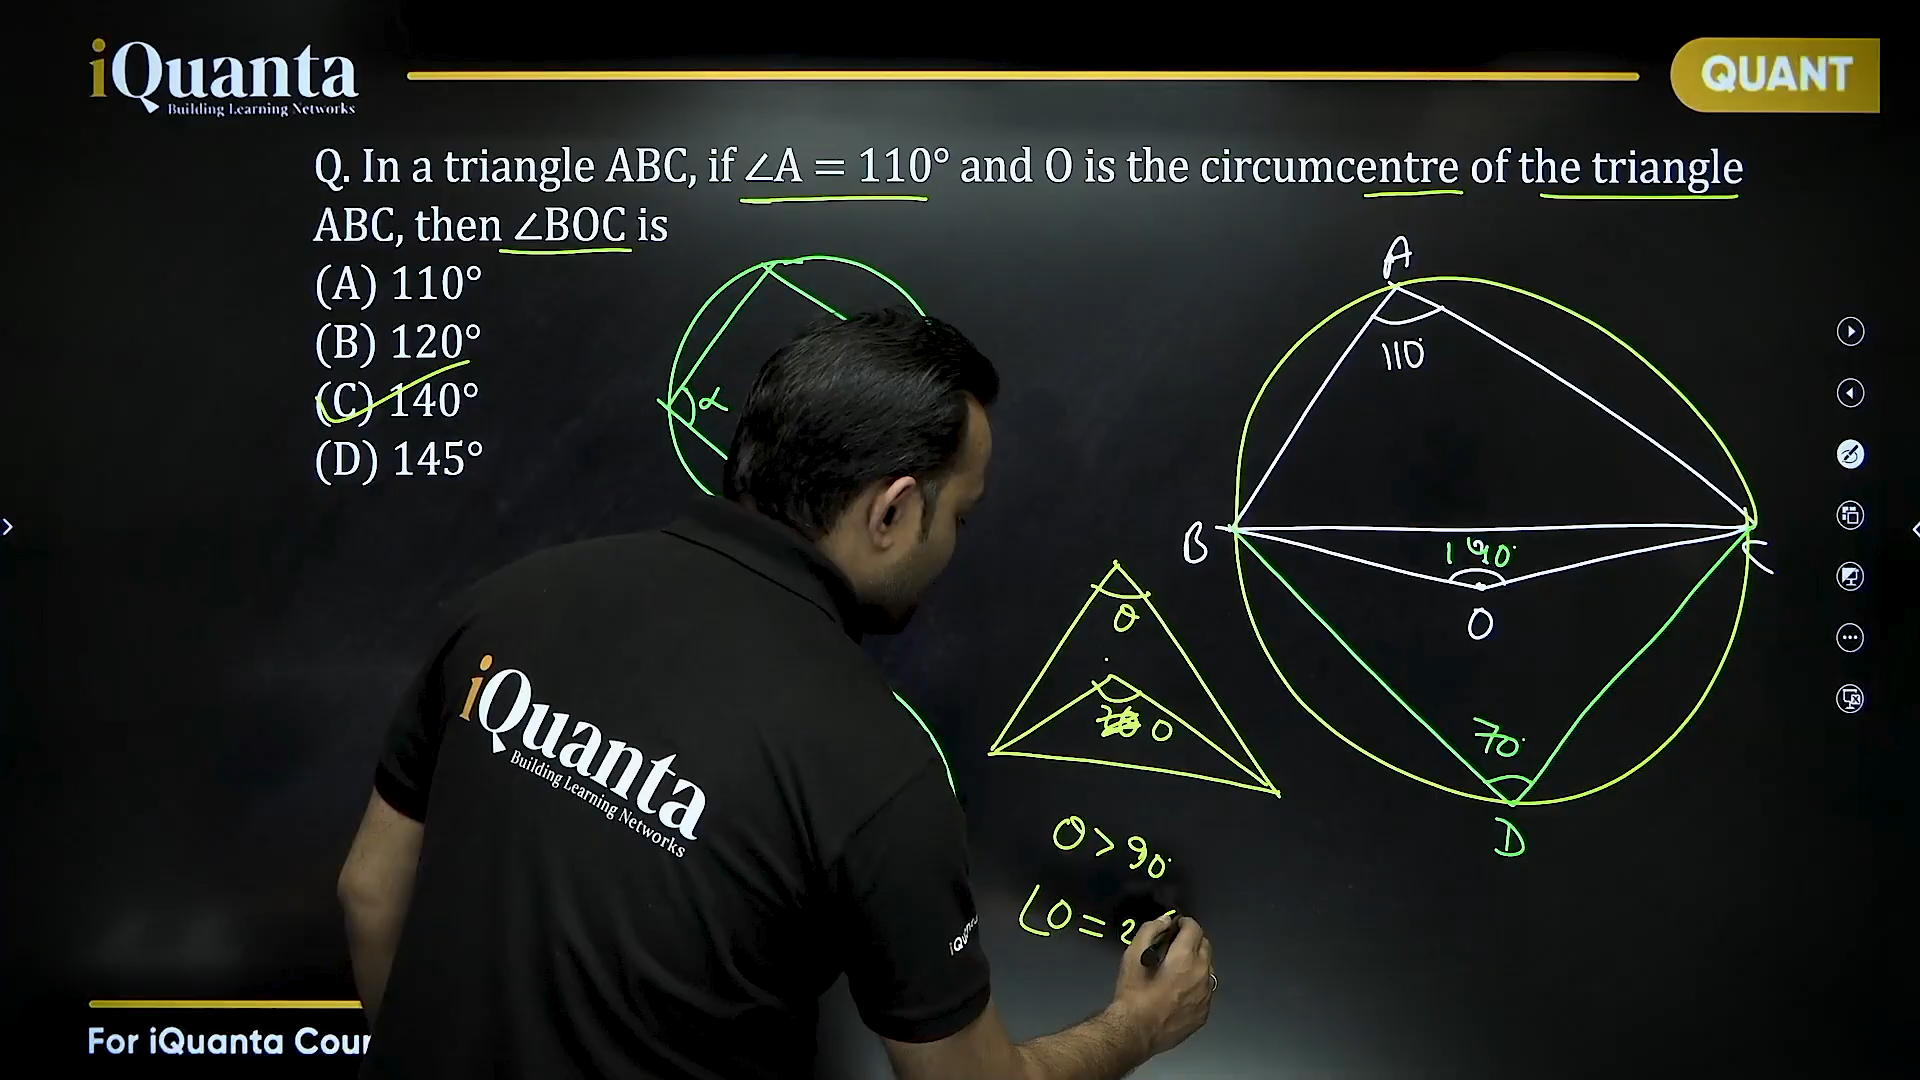 iQuanta
Building Learning Networks
QUANT
Q. In a triangle ABC, if ∠A = 110° and O is the circumcentre of the triangle
ABC, then ∠BOC is
(A) 110°
(B) 120°
(C) 140°
(D) 145°
α
A
110°
B
C
140°
O
70°
D
θ
O
θ > 90°
∠O = 2
iQuanta
Building Learning Networks
For iQuanta Cour